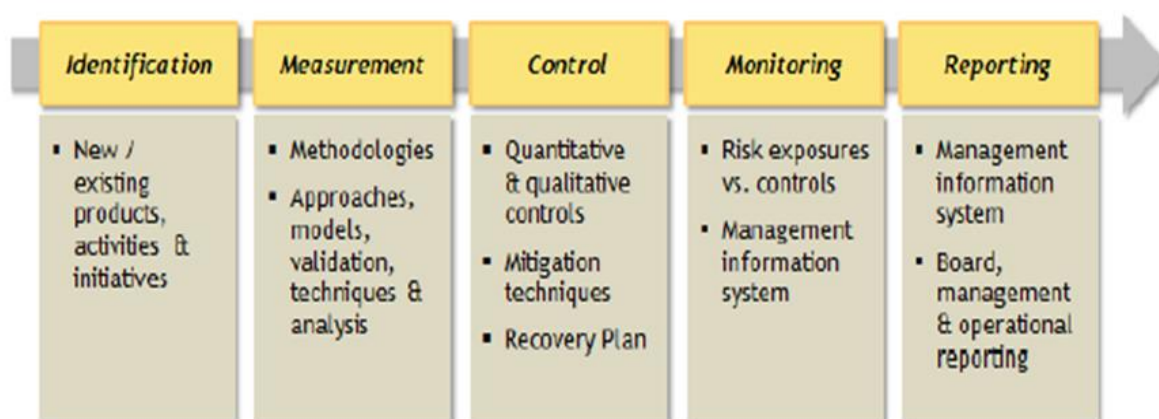 Identification
Measurement
Control
Monitoring
Reporting
▪ New /
existing
products,
activities &
initiatives
▪ Methodologies
▪ Approaches,
models,
validation,
techniques &
analysis
▪ Quantitative
& qualitative
controls
▪ Mitigation
techniques
▪ Recovery Plan
▪ Risk exposures
vs. controls
▪ Management
information
system
▪ Management
information
system
▪ Board,
management
& operational
reporting